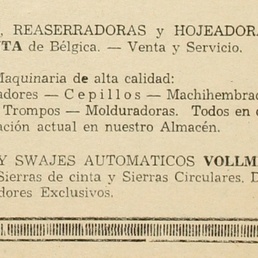 , REASERRADORAS y HOJEADORA
TA de Bélgica. — Venta y Servicio.
Maquinaria de alta calidad:
adores — Cepillos — Machihembrad
Trompos — Molduradoras. Todos en e
ación actual en nuestro Almacén.
Y SWAJES AUTOMATICOS VOLLM
Sierras de cinta y Sierras Circulares. D
dores Exclusivos.